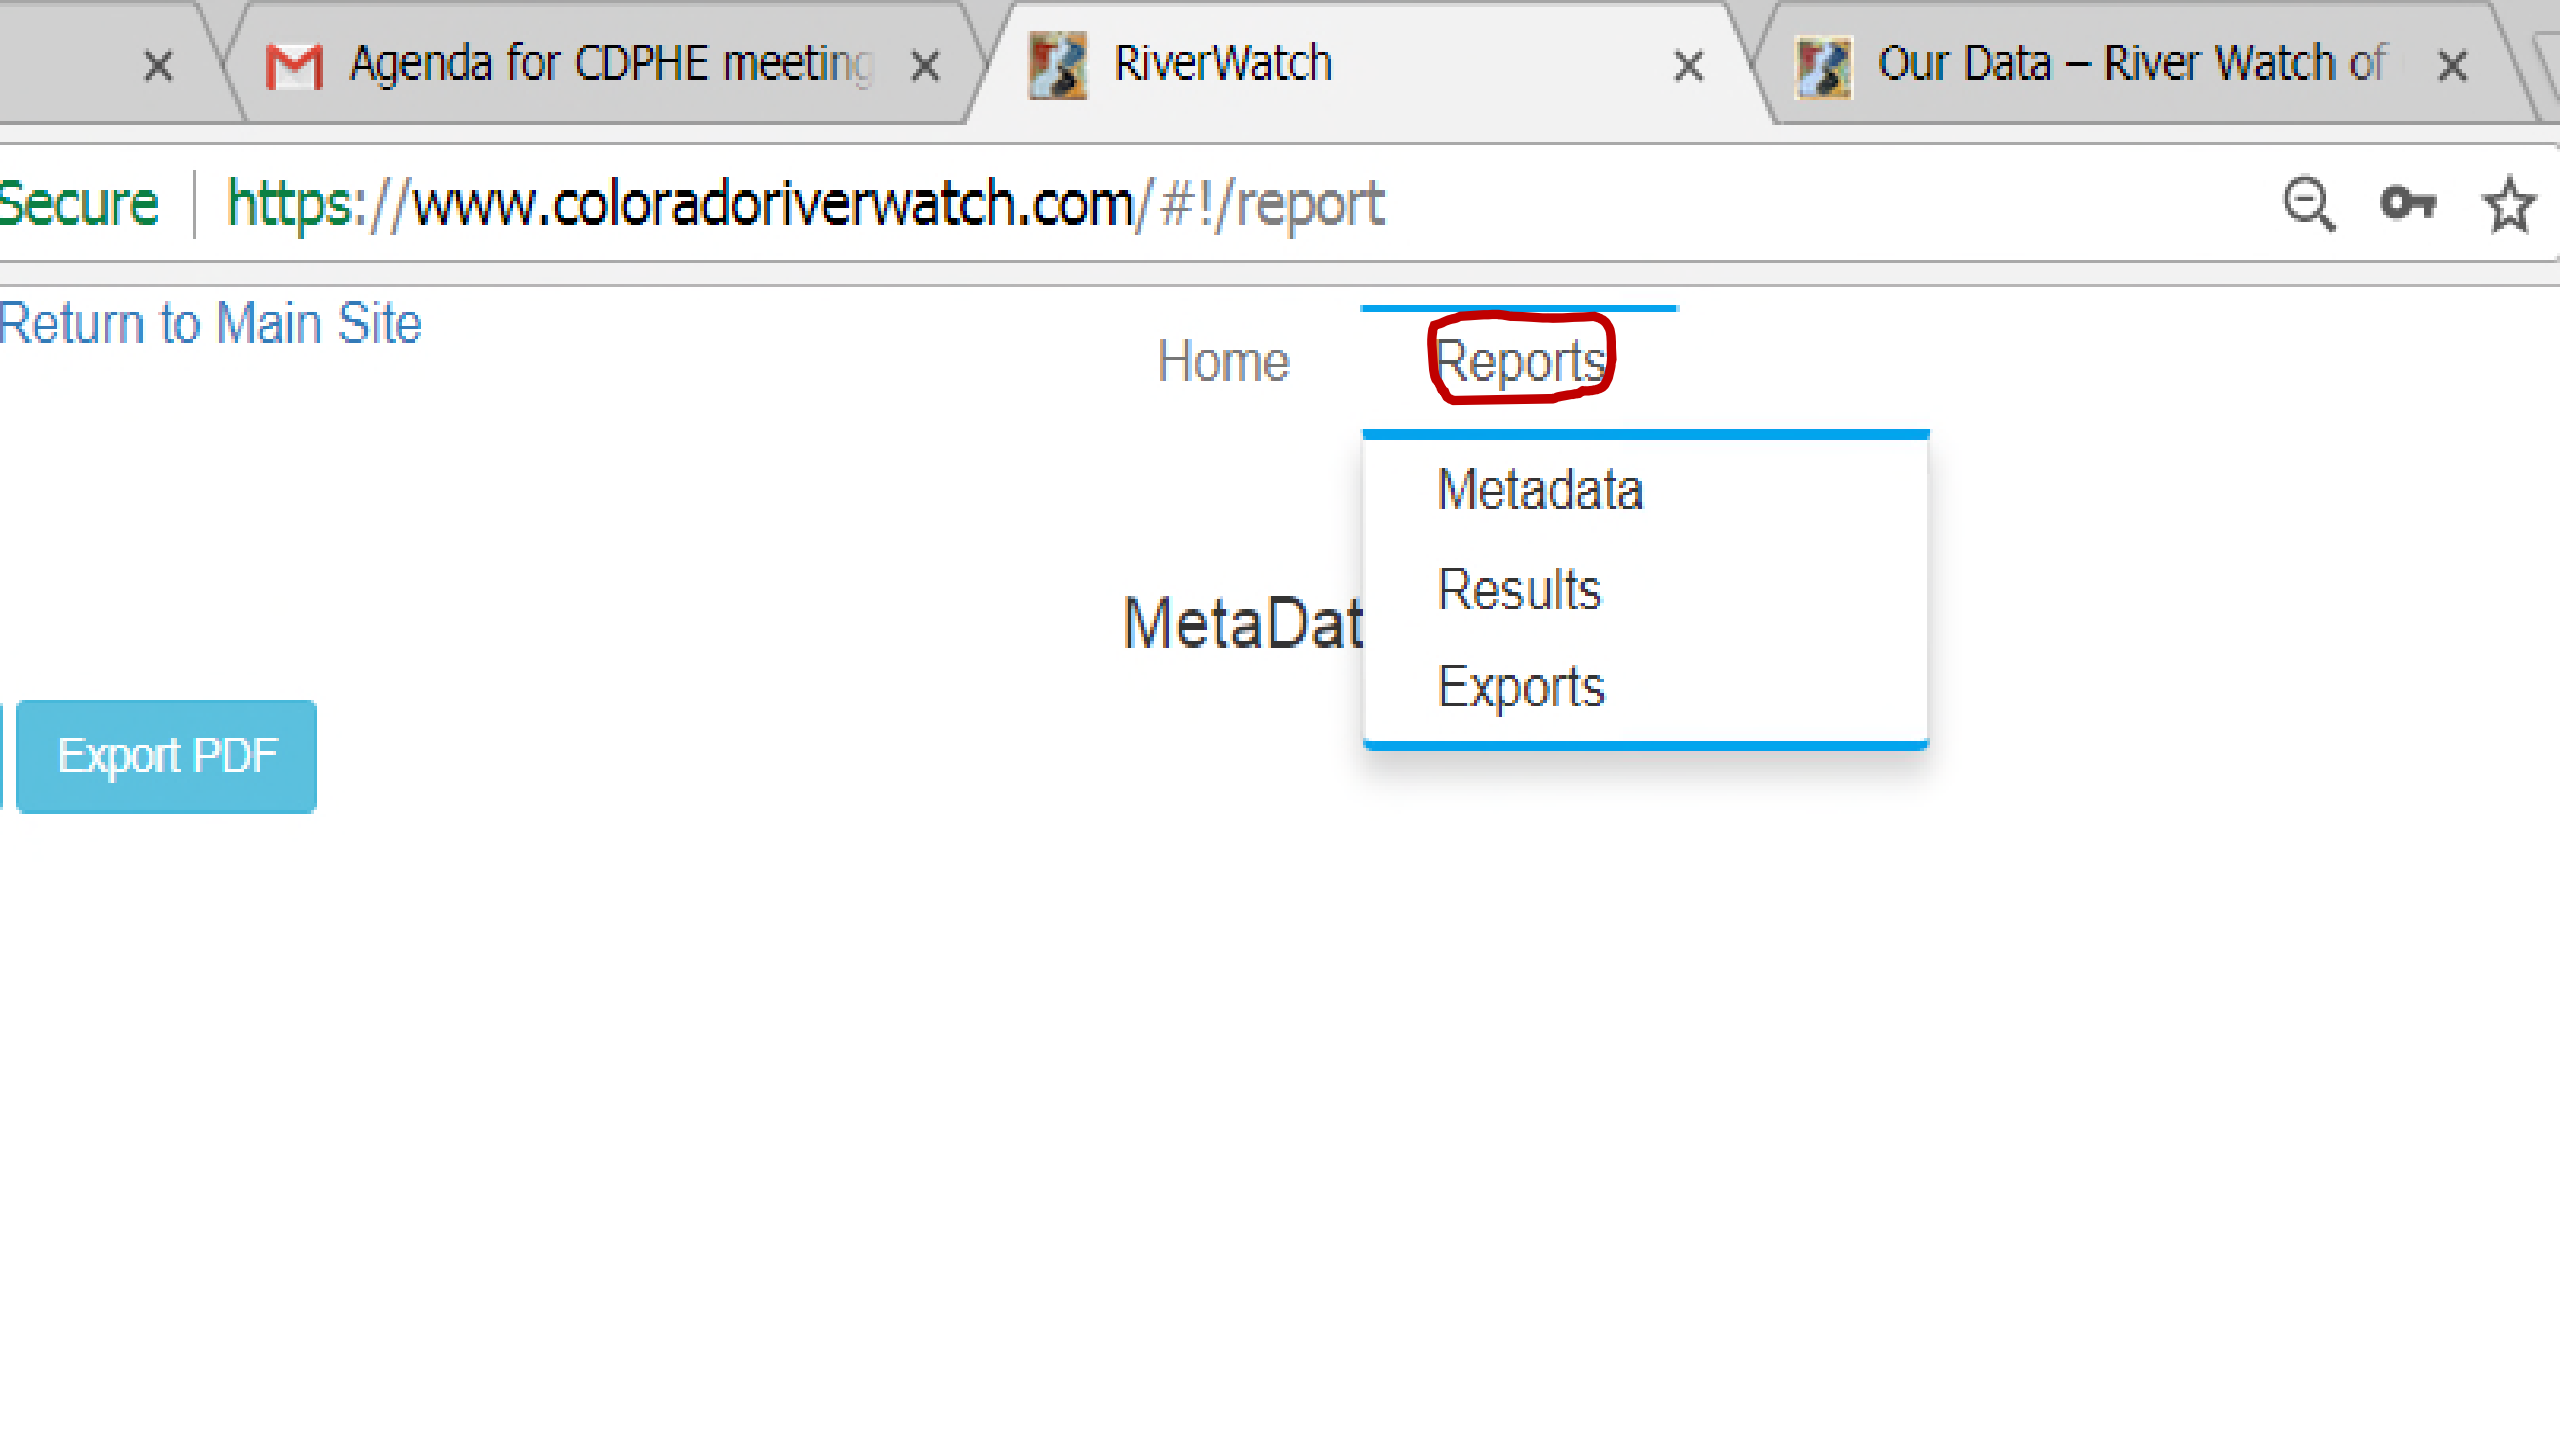 Agenda for CDPHE meeting
RiverWatch
Our Data – River Watch of
Secure
https://www.coloradoriverwatch.com/#!/report
Return to Main Site
Home
Reports
Metadata
Results
MetaDat
Exports
Export PDF